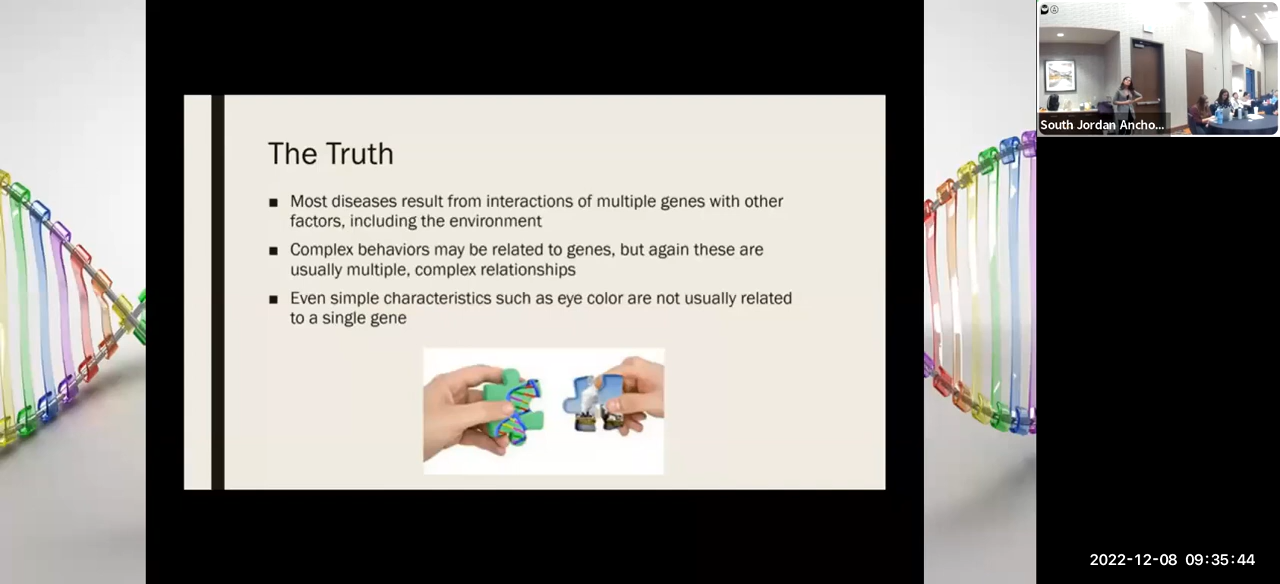 The Truth
■ Most diseases result from interactions of multiple genes with other
factors, including the environment
■ Complex behaviors may be related to genes, but again these are
usually multiple, complex relationships
■ Even simple characteristics such as eye color are not usually related
to a single gene
South Jordan Ancho...
2022-12-08 09:35:44